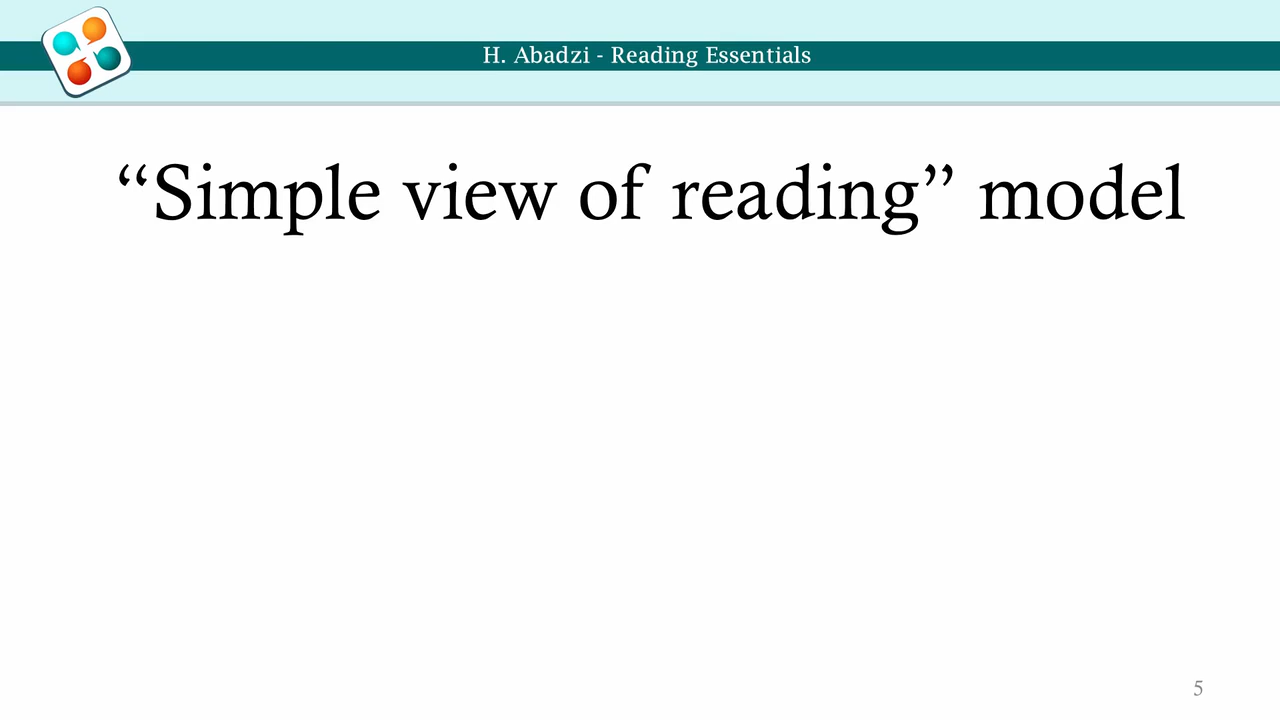 H. Abadzi - Reading Essentials
“Simple view of reading” model
5